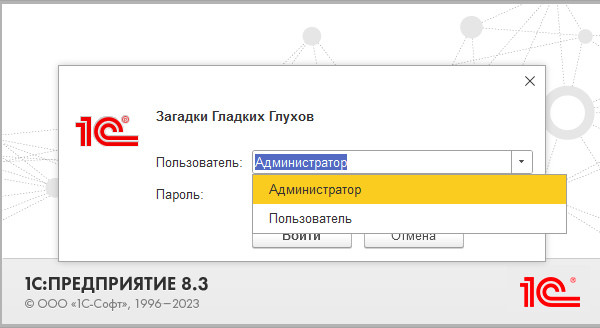 1С®
Загадки Гладких Глухов
Пользователь: Администратор
Администратор
Пароль:
Пользователь
Войти Отмена
1С:ПРЕДПРИЯТИЕ 8.3
© ООО «1С-Софт», 1996–2023
1С®